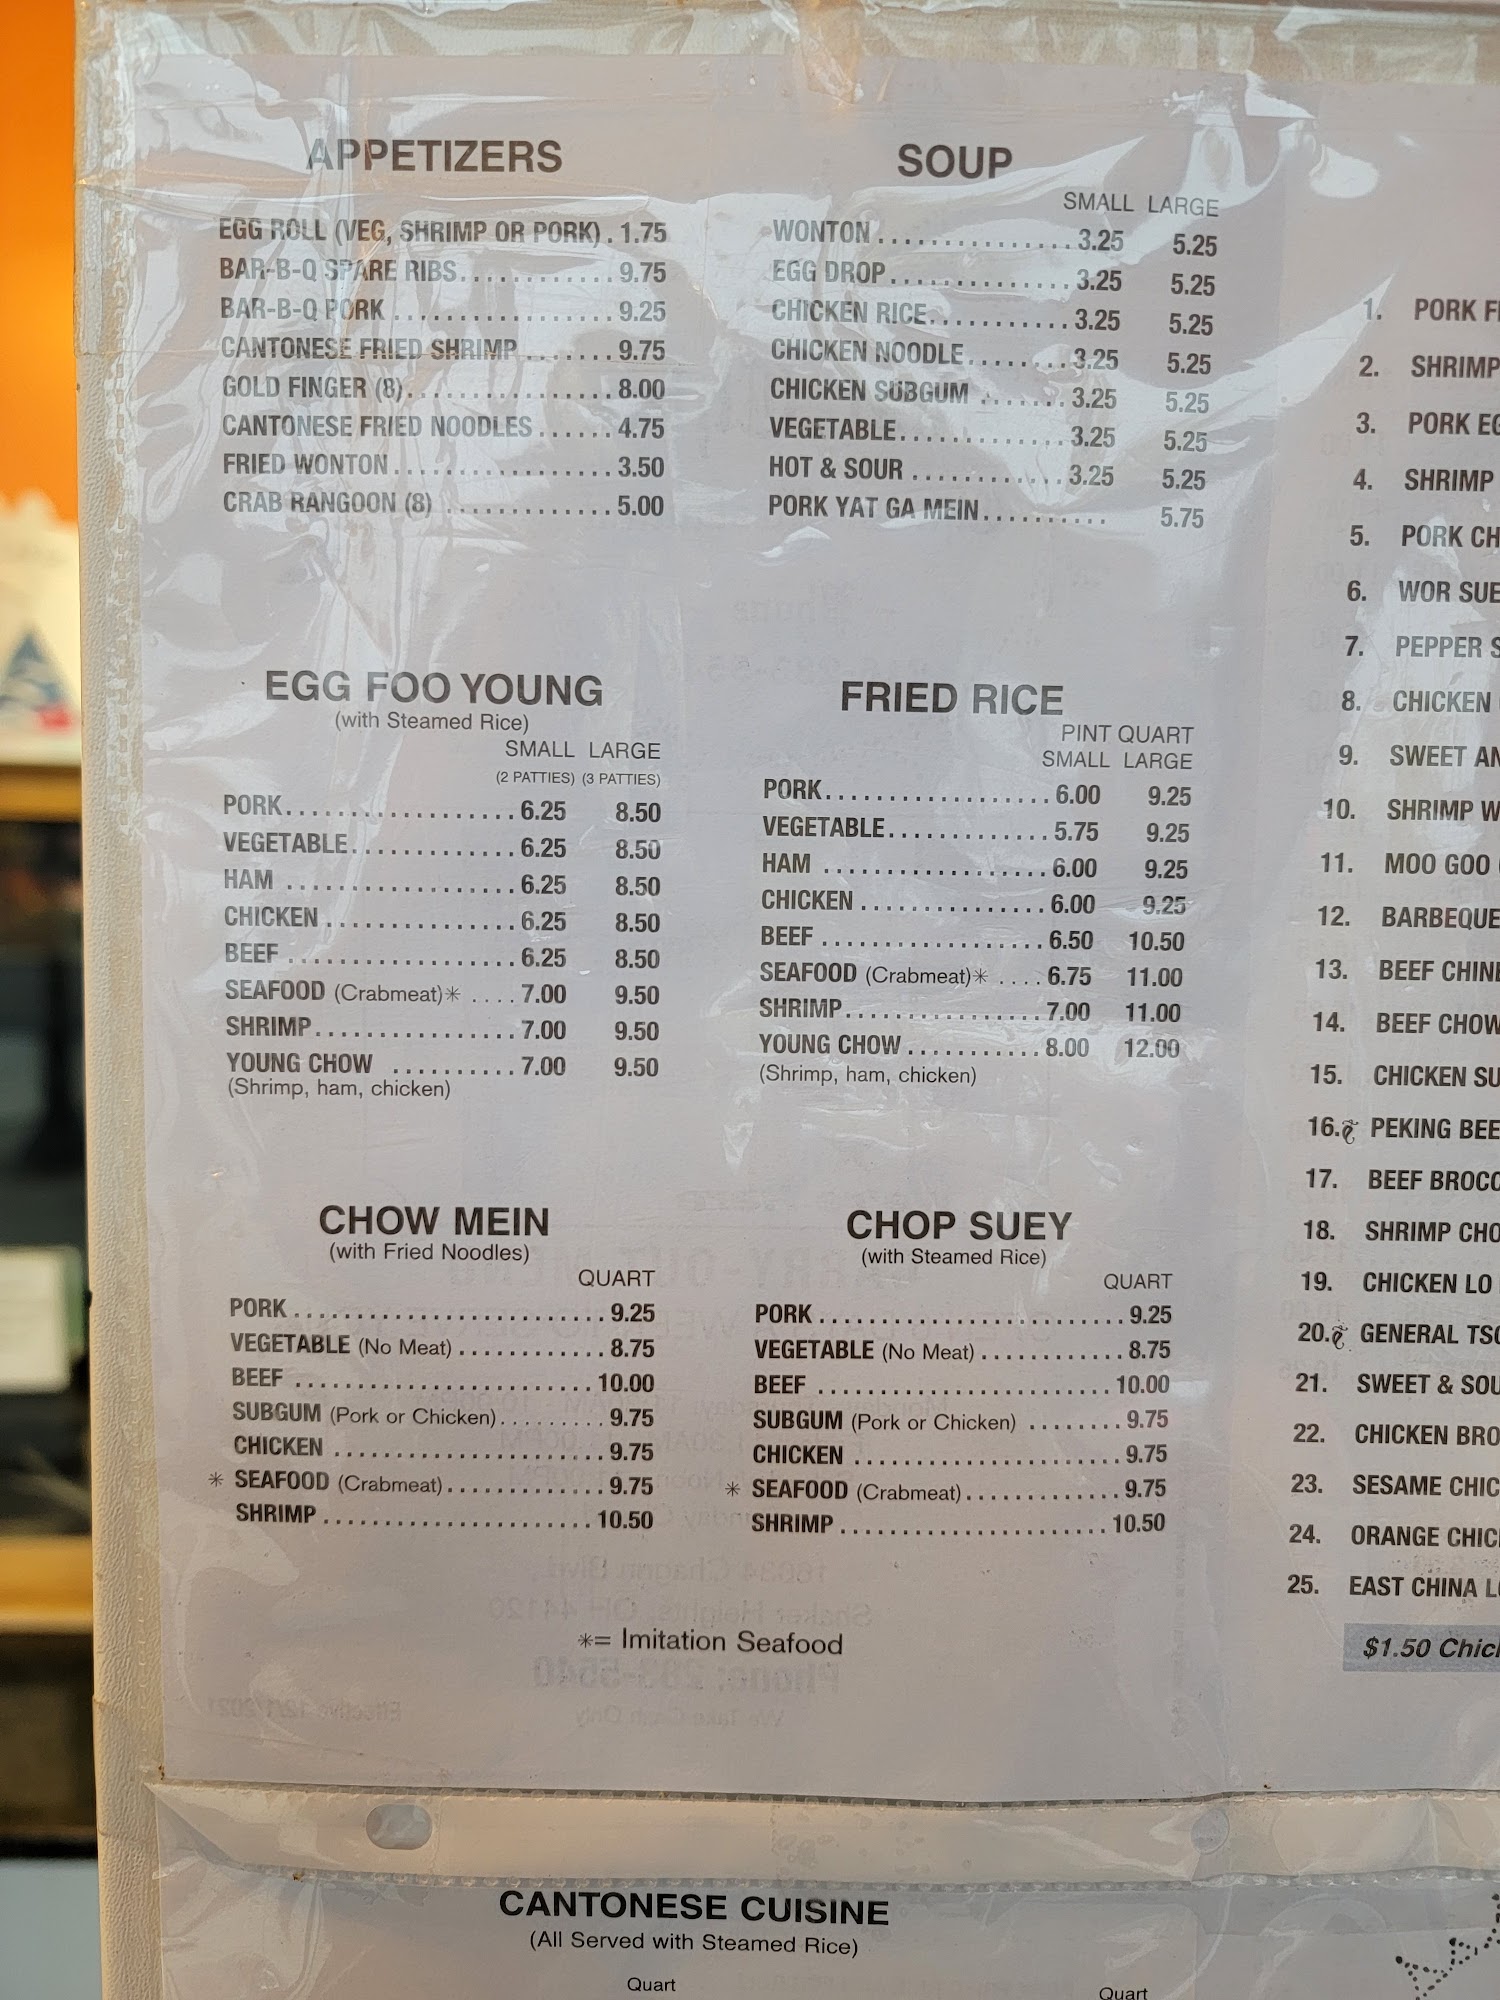 APPETIZERS
EGG ROLL (VEG, SHRIMP OR PORK) . 1.75
BAR-B-Q SPARE RIBS............ 9.75
BAR-B-Q PORK ................. 9.25
CANTONESE FRIED SHRIMP ....... 9.75
GOLD FINGER (8)................ 8.00
CANTONESE FRIED NOODLES ...... 4.75
FRIED WONTON................. 3.50
CRAB RANGOON (8) ............. 5.00
SOUP
SMALL LARGE
WONTON ............... 3.25 5.25
EGG DROP.............. 3.25 5.25
CHICKEN RICE........... 3.25 5.25
CHICKEN NOODLE........ 3.25 5.25
CHICKEN SUBGUM ....... 3.25 5.25
VEGETABLE............. 3.25 5.25
HOT & SOUR ............ 3.25 5.25
PORK YAT GA MEIN.......... 5.75
EGG FOO YOUNG
(with Steamed Rice)
SMALL LARGE
(2 PATTIES) (3 PATTIES)
PORK.................. 6.25 8.50
VEGETABLE............. 6.25 8.50
HAM .................. 6.25 8.50
CHICKEN ............... 6.25 8.50
BEEF .................. 6.25 8.50
SEAFOOD (Crabmeat)* .... 7.00 9.50
SHRIMP................ 7.00 9.50
YOUNG CHOW .......... 7.00 9.50
(Shrimp, ham, chicken)
FRIED RICE
PINT QUART
SMALL LARGE
PORK.................. 6.00 9.25
VEGETABLE............. 5.75 9.25
HAM .................. 6.00 9.25
CHICKEN ............... 6.00 9.25
BEEF .................. 6.50 10.50
SEAFOOD (Crabmeat)* .... 6.75 11.00
SHRIMP................ 7.00 11.00
YOUNG CHOW ........... 8.00 12.00
(Shrimp, ham, chicken)
CHOW MEIN
(with Fried Noodles)
QUART
PORK ......................... 9.25
VEGETABLE (No Meat) ............ 8.75
BEEF ........................ 10.00
SUBGUM (Pork or Chicken)........ 9.75
CHICKEN ...................... 9.75
* SEAFOOD (Crabmeat)............. 9.75
SHRIMP ...................... 10.50
CHOP SUEY
(with Steamed Rice)
QUART
PORK ......................... 9.25
VEGETABLE (No Meat) ............ 8.75
BEEF ........................ 10.00
SUBGUM (Pork or Chicken) ....... 9.75
CHICKEN ...................... 9.75
* SEAFOOD (Crabmeat)............. 9.75
SHRIMP ...................... 10.50
*= Imitation Seafood
1. PORK
2. SHRIMP
3. PORK
4. SHRIMP
5. PORK
6. WOR
7. PEPPER
8. CHICKEN
9. SWEET
10. SHRIMP
11. MOO GOO
12. BARBEQUE
13. BEEF
14. BEEF
15. CHICKEN
16. PEKING
17. BEEF
18. SHRIMP
19. CHICKEN LO
20. GENERAL
21. SWEET &
22. CHICKEN
23. SESAME
24. ORANGE
25. EAST CHINA
$1.50
CANTONESE CUISINE
(All Served with Steamed Rice)
Quart
Quart